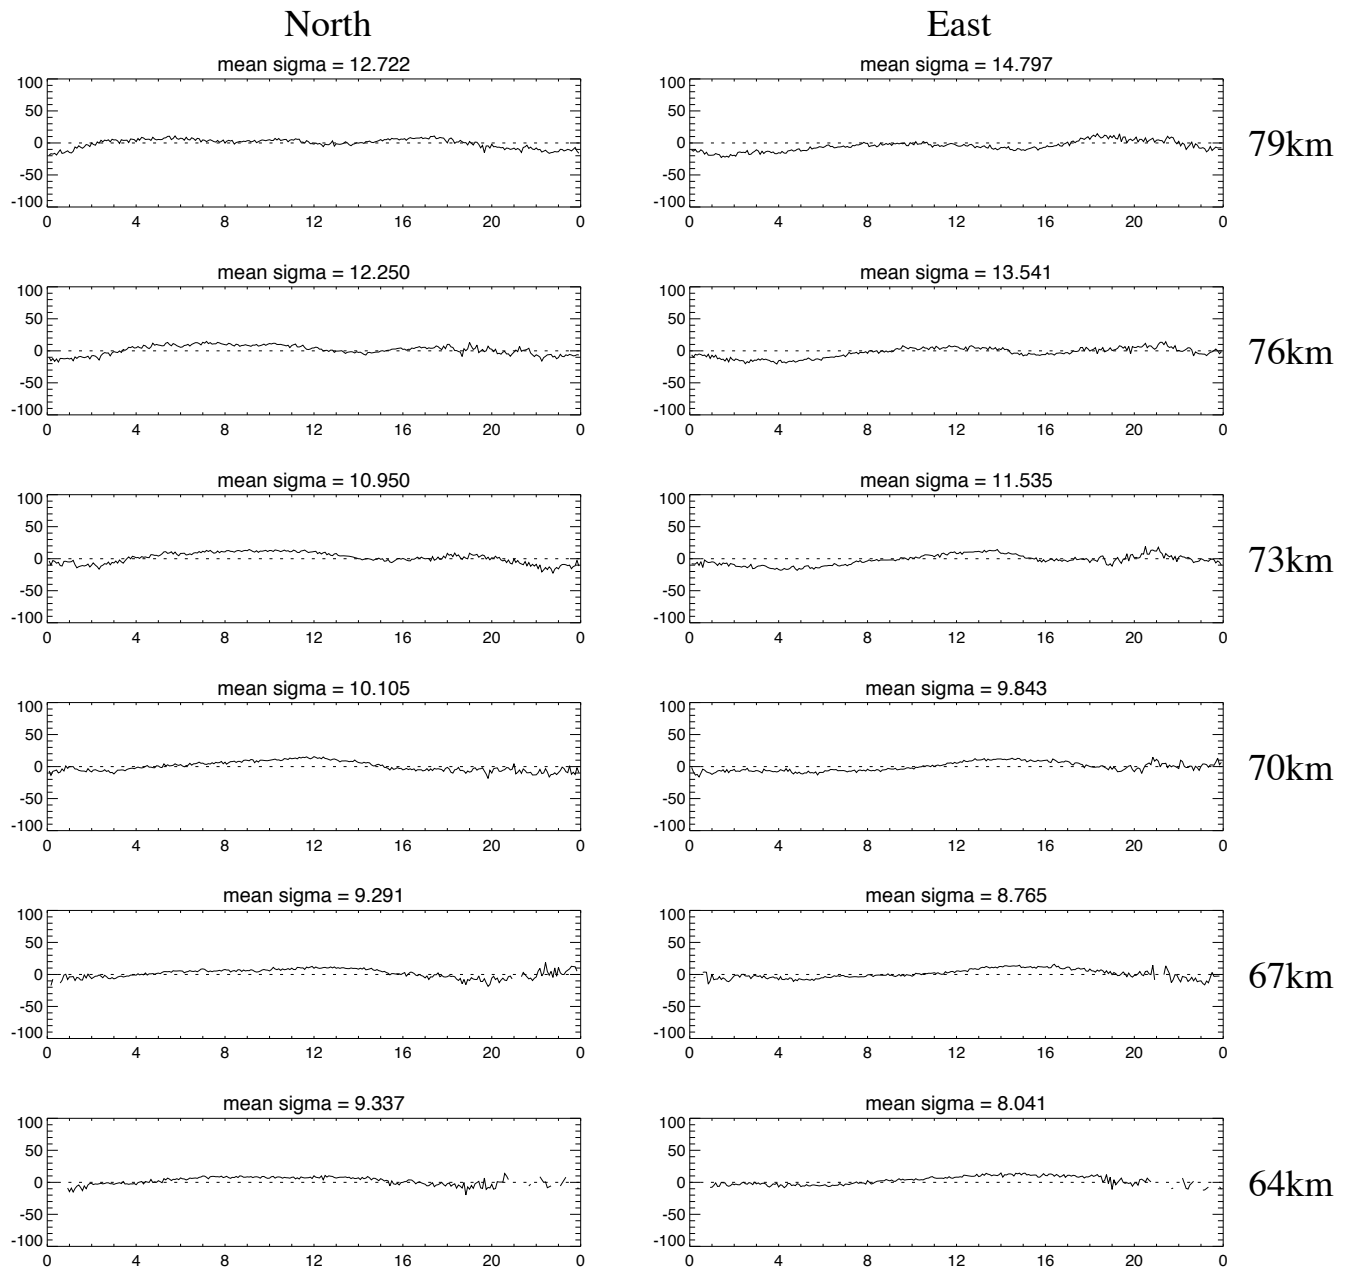 North East
mean sigma = 12.722 mean sigma = 14.797
100 100
50 50
0 0 79km
-50 -50
-100 -100
0 4 8 12 16 20 0 0 4 8 12 16 20 0
mean sigma = 12.250 mean sigma = 13.541
100 100
50 50
0 0 76km
-50 -50
-100 -100
0 4 8 12 16 20 0 0 4 8 12 16 20 0
mean sigma = 10.950 mean sigma = 11.535
100 100
50 50
0 0 73km
-50 -50
-100 -100
0 4 8 12 16 20 0 0 4 8 12 16 20 0
mean sigma = 10.105 mean sigma = 9.843
100 100
50 50
0 0 70km
-50 -50
-100 -100
0 4 8 12 16 20 0 0 4 8 12 16 20 0
mean sigma = 9.291 mean sigma = 8.765
100 100
50 50
0 0 67km
-50 -50
-100 -100
0 4 8 12 16 20 0 0 4 8 12 16 20 0
mean sigma = 9.337 mean sigma = 8.041
100 100
50 50
0 0 64km
-50 -50
-100 -100
0 4 8 12 16 20 0 0 4 8 12 16 20 0